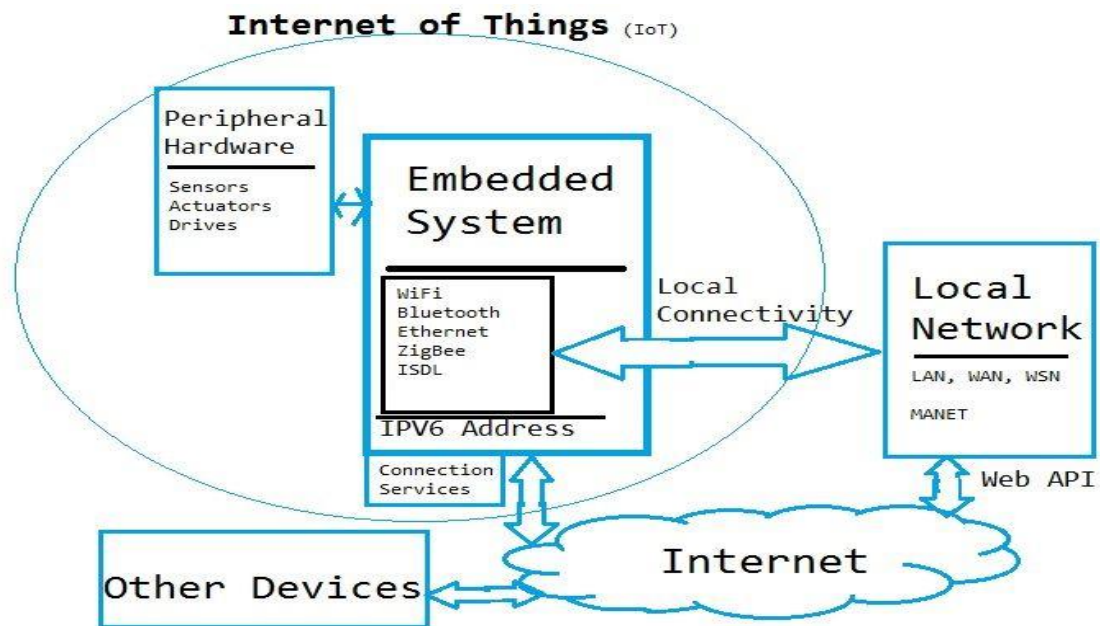 Internet of Things (IoT)
Peripheral
Hardware
Sensors
Actuators
Drives
Embedded
System
WiFi
Bluetooth
Ethernet
ZigBee
ISDL
IPV6 Address
Connection
Services
Local
Connectivity
Local
Network
LAN, WAN, WSN
MANET
Web API
Internet
Other Devices